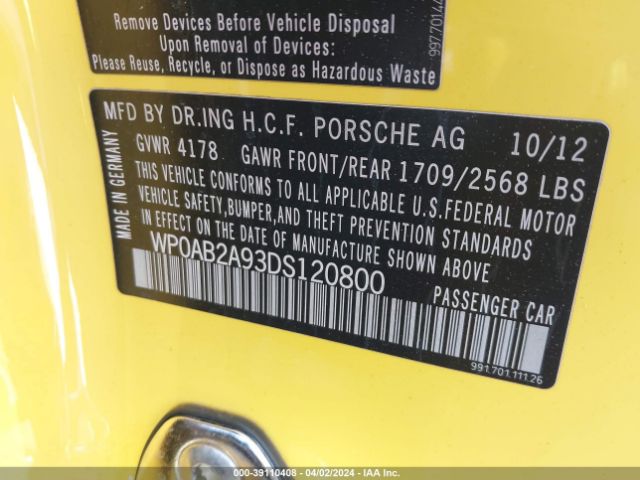 Remove Devices Before Vehicle Disposal
Upon Removal of Devices:
Please Reuse, Recycle, or Dispose as Hazardous Waste
997.70144
MADE IN GERMANY
MFD BY DR.ING H.C.F. PORSCHE AG 10/12
GVWR 4178 GAWR FRONT/REAR 1709/2568 LBS
THIS VEHICLE CONFORMS TO ALL APPLICABLE U.S.FEDERAL MOTOR
VEHICLE SAFETY,BUMPER,AND THEFT PREVENTION STANDARDS
IN EFFECT ON THE DATE OF MANUFACTURE SHOWN ABOVE
WP0AB2A93DS120800
PASSENGER CAR
991.701.111.26
000-39110408 - 04/02/2024 - IAA Inc.